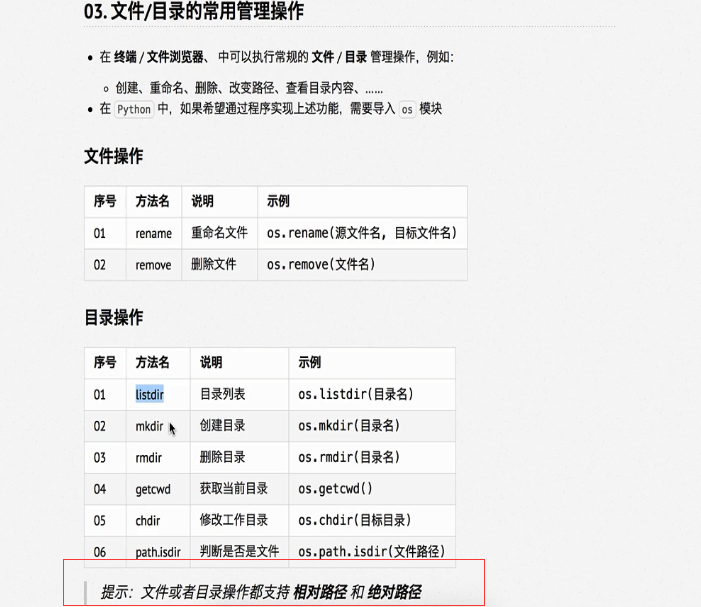 03. 文件/目录的常用管理操作
• 在 终端 / 文件浏览器、 中可以执行常规的 文件 / 目录 管理操作，例如：
◦ 创建、重命名、删除、改变路径、查看目录内容、……
• 在 Python 中，如果希望通过程序实现上述功能，需要导入 os 模块
文件操作
序号 方法名 说明 示例
01 rename 重命名文件 os.rename(源文件名, 目标文件名)
02 remove 删除文件 os.remove(文件名)
目录操作
序号 方法名 说明 示例
01 listdir 目录列表 os.listdir(目录名)
02 mkdir 创建目录 os.mkdir(目录名)
03 rmdir 删除目录 os.rmdir(目录名)
04 getcwd 获取当前目录 os.getcwd()
05 chdir 修改工作目录 os.chdir(目标目录)
06 path.isdir 判断是否是文件 os.path.isdir(文件路径)
提示：文件或者目录操作都支持 相对路径 和 绝对路径